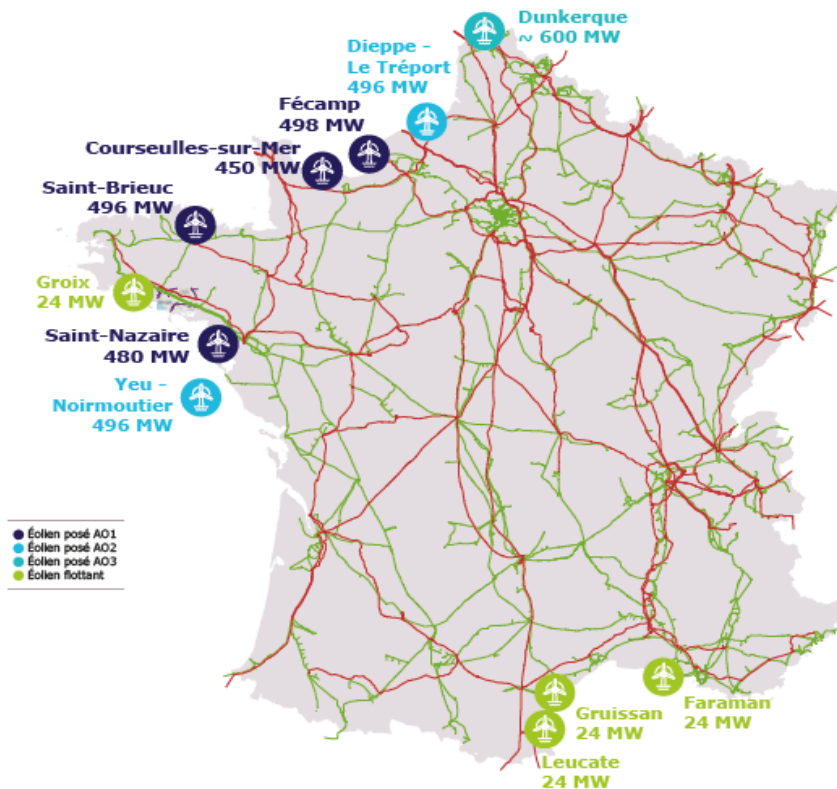 Dunkerque
~ 600 MW
Dieppe -
Le Tréport
496 MW
Fécamp
498 MW
Courseulles-sur-Mer
450 MW
Saint-Brieuc
496 MW
Groix
24 MW
Saint-Nazaire
480 MW
Yeu -
Noirmoutier
496 MW
Éolien posé AO1
Éolien posé AO2
Éolien posé AO3
Éolien flottant
Gruissan
24 MW
Faraman
24 MW
Leucate
24 MW